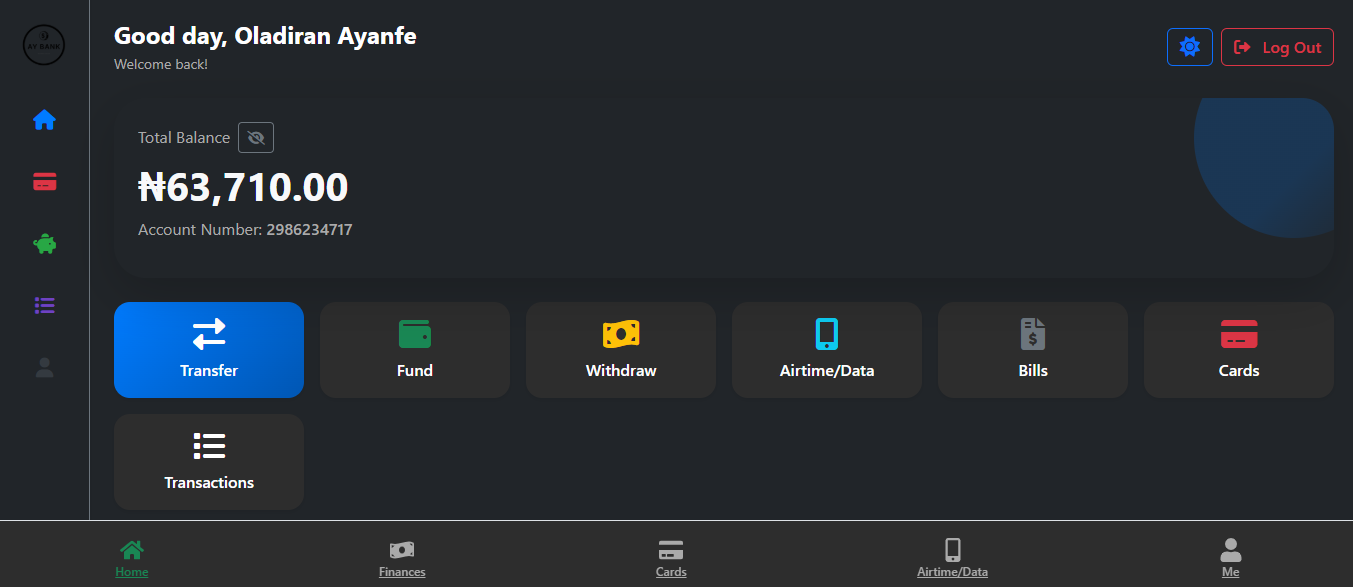 AY BANK
Good day, Oladiran Ayanfe
Welcome back!
Log Out
Total Balance
₦63,710.00
Account Number: 2986234717
Transfer
Fund
Withdraw
Airtime/Data
Bills
Cards
Transactions
Home
Finances
Cards
Airtime/Data
Me